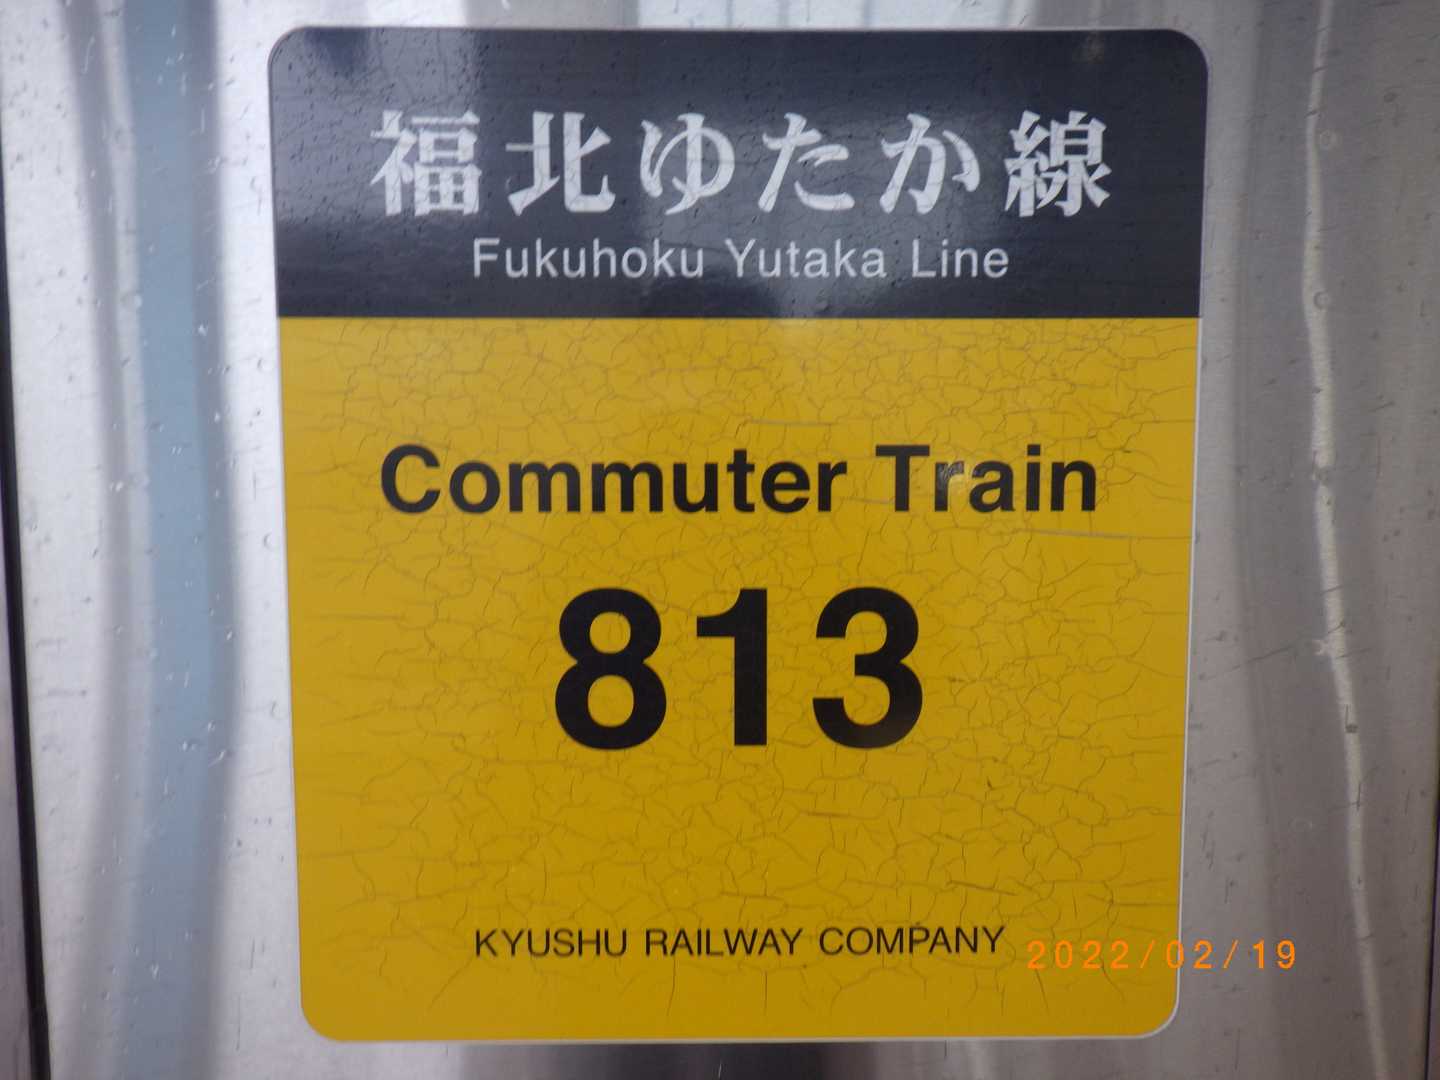 福北ゆたか線
Fukuhoku Yutaka Line
Commuter Train
813
KYUSHU RAILWAY COMPANY
2022/02/19